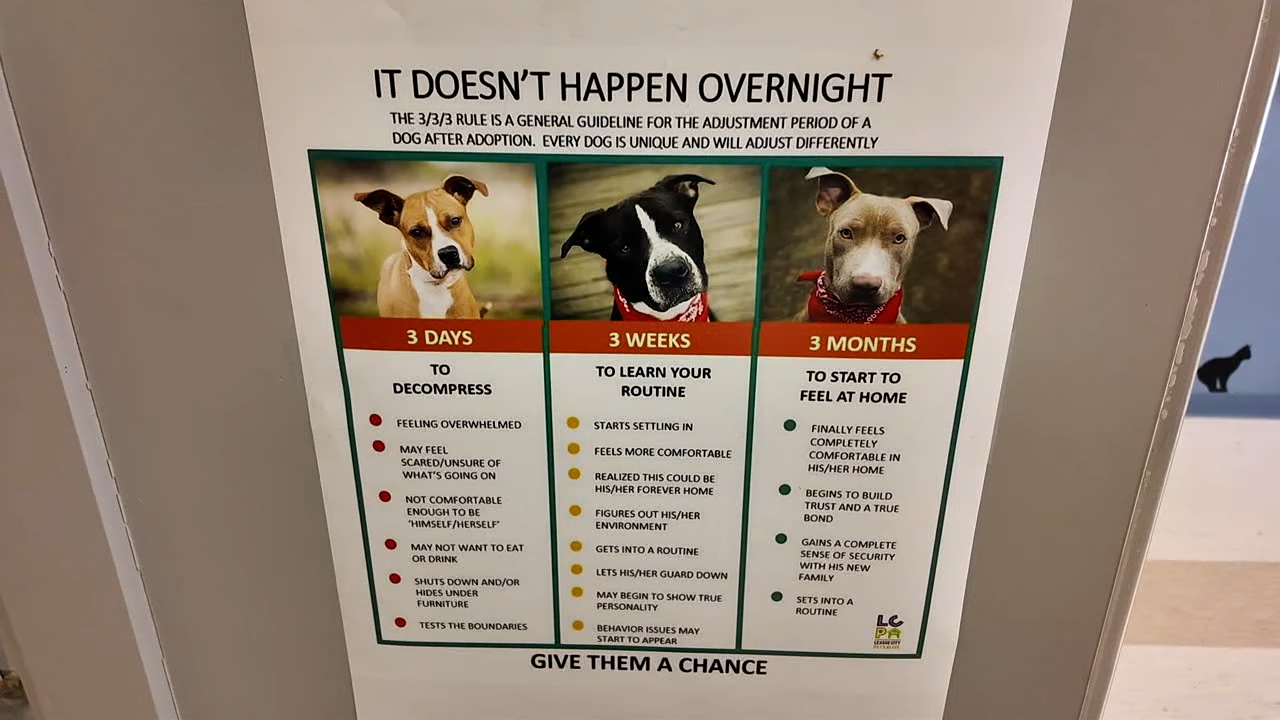 IT DOESN'T HAPPEN OVERNIGHT
THE 3/3/3 RULE IS A GENERAL GUIDELINE FOR THE ADJUSTMENT PERIOD OF A
DOG AFTER ADOPTION. EVERY DOG IS UNIQUE AND WILL ADJUST DIFFERENTLY
3 DAYS
TO
DECOMPRESS
FEELING OVERWHELMED
MAY FEEL
SCARED/UNSURE OF
WHAT'S GOING ON
NOT COMFORTABLE
ENOUGH TO BE
'HIMSELF/HERSELF'
MAY NOT WANT TO EAT
OR DRINK
SHUTS DOWN AND/OR
HIDES UNDER
FURNITURE
TESTS THE BOUNDARIES
3 WEEKS
TO LEARN YOUR
ROUTINE
STARTS SETTLING IN
FEELS MORE COMFORTABLE
REALIZED THIS COULD BE
HIS/HER FOREVER HOME
FIGURES OUT HIS/HER
ENVIRONMENT
GETS INTO A ROUTINE
LETS HIS/HER GUARD DOWN
MAY BEGIN TO SHOW TRUE
PERSONALITY
BEHAVIOR ISSUES MAY
START TO APPEAR
3 MONTHS
TO START TO
FEEL AT HOME
FINALLY FEELS
COMPLETELY
COMFORTABLE IN
HIS/HER HOME
BEGINS TO BUILD
TRUST AND A TRUE
BOND
GAINS A COMPLETE
SENSE OF SECURITY
WITH HIS NEW
FAMILY
SETS INTO A
ROUTINE
LC
P
LEAGUE CITY
GIVE THEM A CHANCE